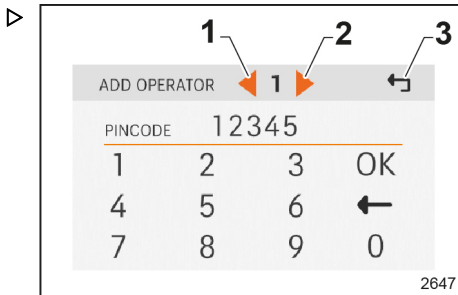 1 2 3
ADD OPERATOR 1
PINCODE 12345
1 2 3 OK
4 5 6
7 8 9 0
2647